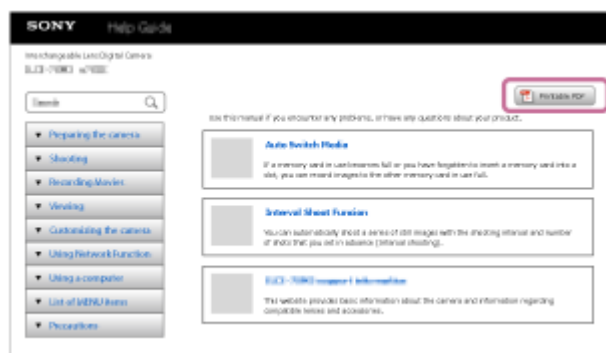 SONY Help Guide
Interchangeable Lens Digital Camera
Search
Printable PDF
Use this manual if you encounter any problems, or have any questions about your product.
Preparing the camera
Shooting
Recording Movies
Viewing
Customizing the camera
Using Network Function
Using a computer
List of MENU items
Precautions
Auto Switch Media
If a memory card in use becomes full or you have forgotten to insert a memory card into a
slot, you can record images to the other memory card in use full.
Interval Shoot Funsion
You can automatically shoot a series of still images with the shooting interval and number
of shots that you set in advance (Interval shooting).
support information
This website provides basic information about the camera and information regarding
compatible lenses and accessories.